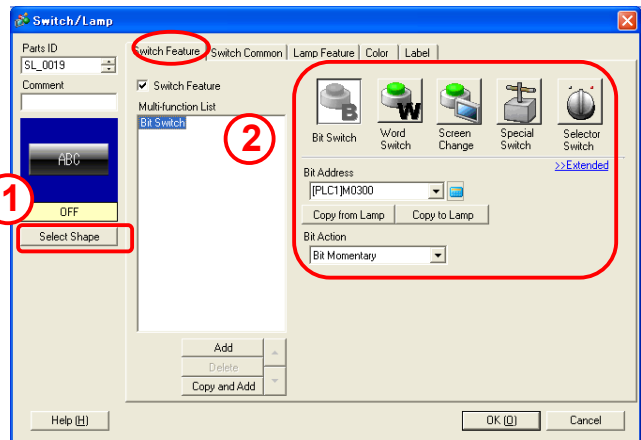 Switch/Lamp
Parts ID
SL_0019
Comment
ABC
OFF
Select Shape
1
Switch Feature
Switch Common
Lamp Feature
Color
Label
Switch Feature
Multi-function List
Bit Switch
2
Add
Delete
Copy and Add
B
W
Bit Switch
Word Switch
Screen Change
Special Switch
Selector Switch
>>Extended
Bit Address
[PLC1]M0300
Copy from Lamp
Copy to Lamp
Bit Action
Bit Momentary
Help (H)
OK (O)
Cancel